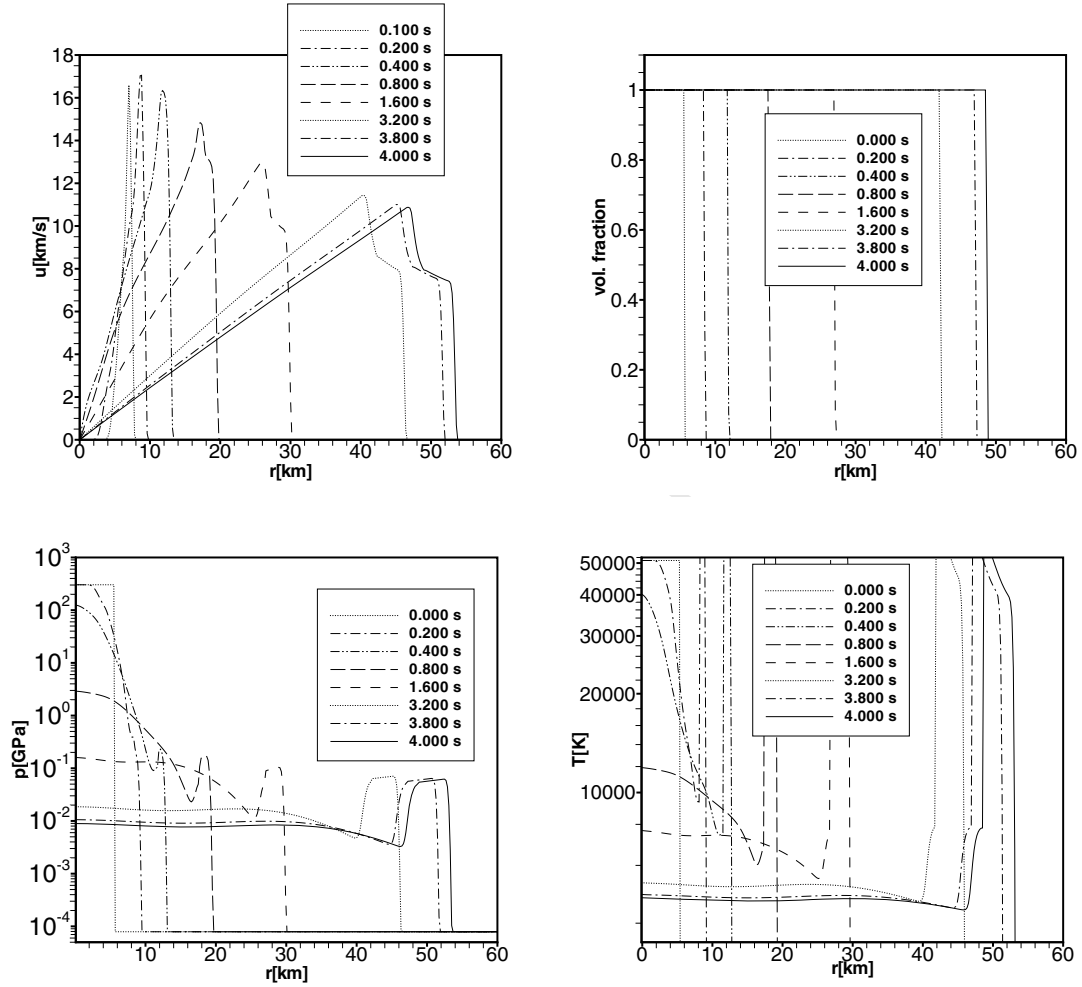 0.100 s
0.200 s
0.400 s
0.800 s
1.600 s
3.200 s
3.800 s
4.000 s
18
16
14
12
10
8
6
4
2
0
u[km/s]
0 10 20 30 40 50 60
r[km]
0.000 s
0.200 s
0.400 s
0.800 s
1.600 s
3.200 s
3.800 s
4.000 s
1
0.8
0.6
0.4
0.2
0
vol. fraction
0 10 20 30 40 50 60
r[km]
0.000 s
0.200 s
0.400 s
0.800 s
1.600 s
3.200 s
3.800 s
4.000 s
10³
10²
10¹
10⁰
10⁻¹
10⁻²
10⁻³
10⁻⁴
p[GPa]
10 20 30 40 50 60
r[km]
0.000 s
0.200 s
0.400 s
0.800 s
1.600 s
3.200 s
3.800 s
4.000 s
50000
40000
30000
20000
10000
T[K]
0 10 20 30 40 50 60
r[km]